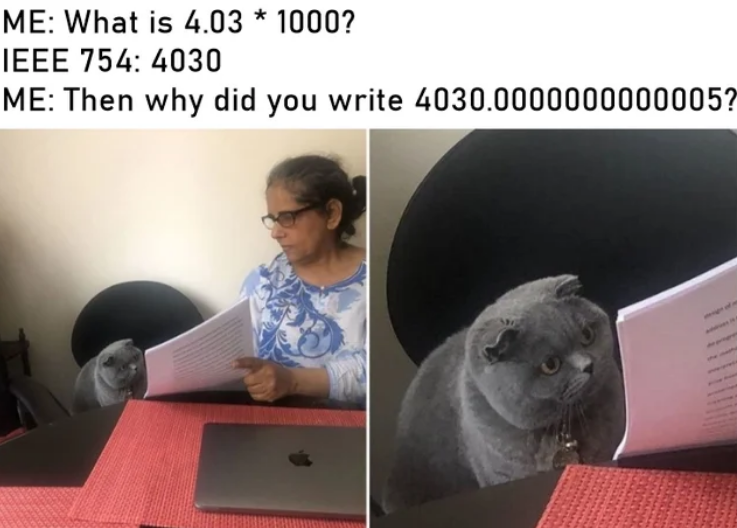 ME: What is 4.03 * 1000?
IEEE 754: 4030
ME: Then why did you write 4030.0000000000005?